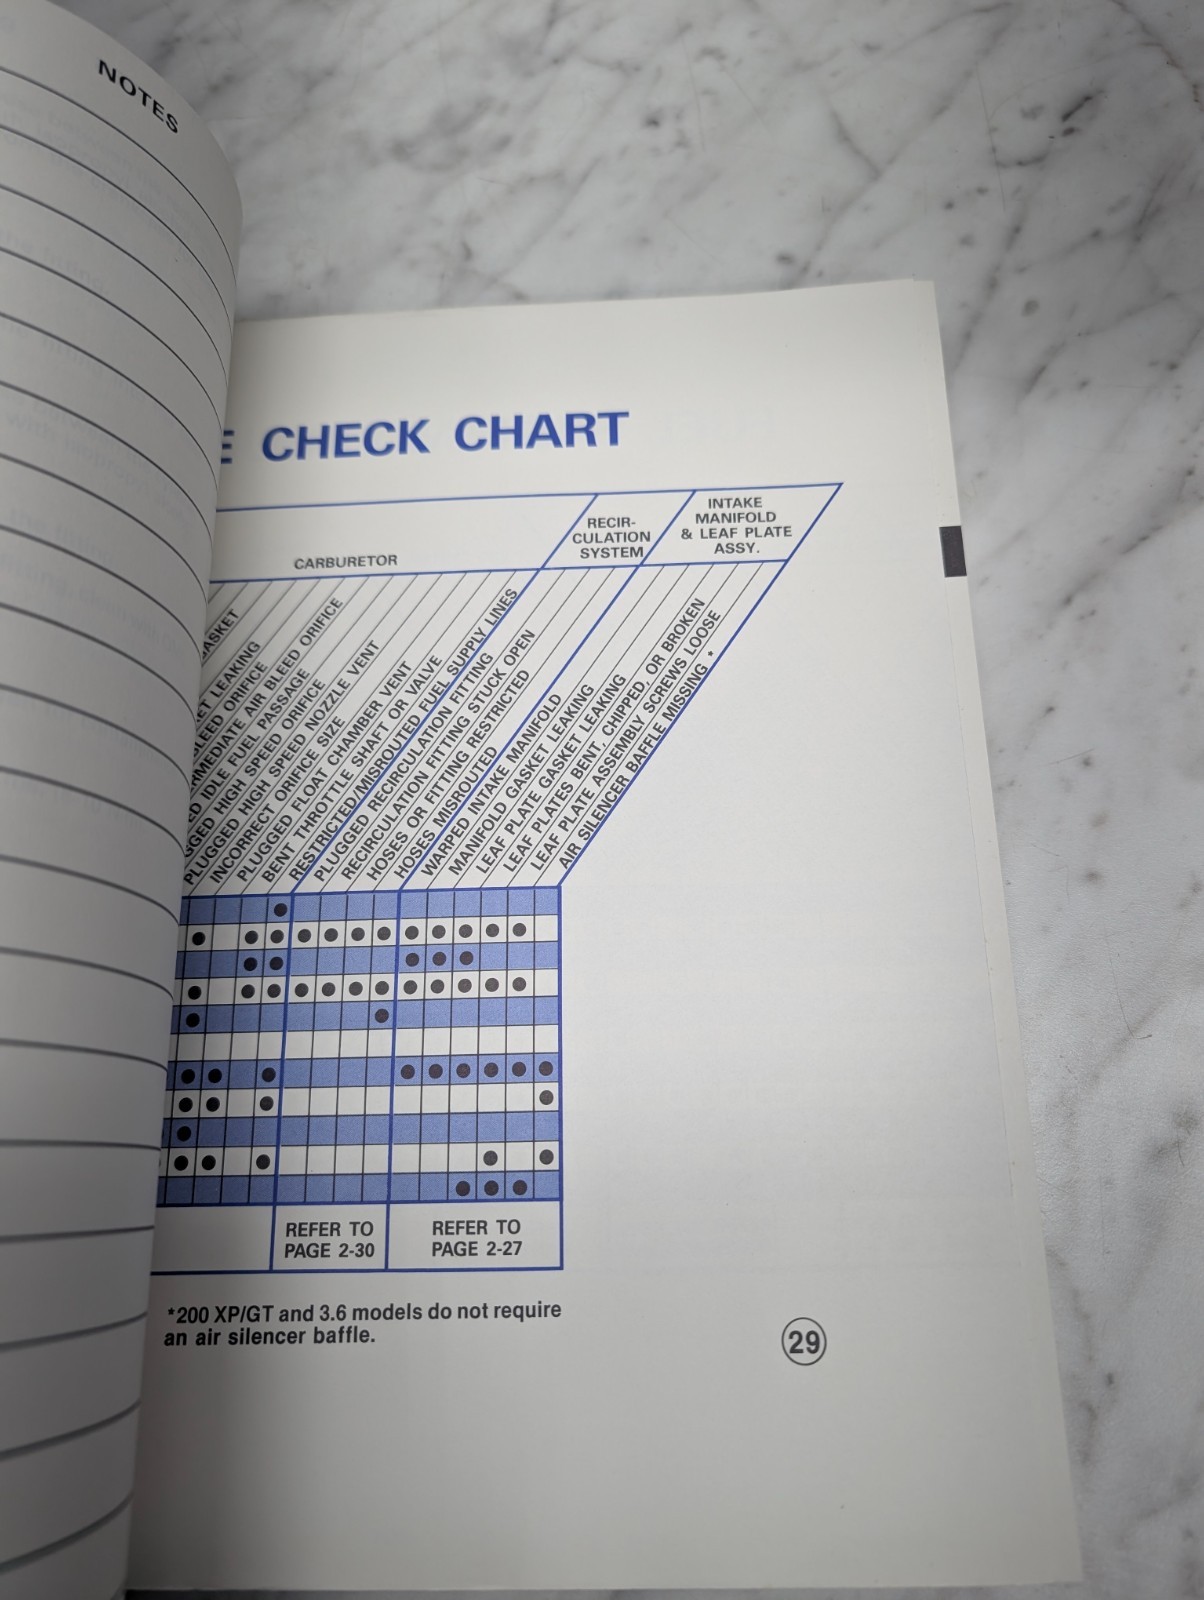 NOTES
E CHECK CHART
CARBURETOR
RECIR-
CULATION
SYSTEM
INTAKE
MANIFOLD
& LEAF PLATE
ASSY.
GASKET
LEAKING
BLEED ORIFICE
AIR BLEED ORIFICE
IDLE FUEL PASSAGE
HIGH SPEED ORIFICE
PLUGGED HIGH SPEED NOZZLE VENT
INCORRECT ORIFICE SIZE
PLUGGED FLOAT CHAMBER VENT
BENT THROTTLE SHAFT OR VALVE
RESTRICTED/MISROUTED FUEL SUPPLY LINES
PLUGGED RECIRCULATION FITTING
RECIRCULATION FITTING STUCK OPEN
HOSES OR FITTING RESTRICTED
HOSES MISROUTED
WARPED INTAKE MANIFOLD
MANIFOLD GASKET LEAKING
LEAF PLATE GASKET LEAKING
LEAF PLATES BENT, CHIPPED, OR BROKEN
LEAF PLATE ASSEMBLY SCREWS LOOSE
AIR SILENCER BAFFLE MISSING *
REFER TO
PAGE 2-30
REFER TO
PAGE 2-27
*200 XP/GT and 3.6 models do not require
an air silencer baffle.
29